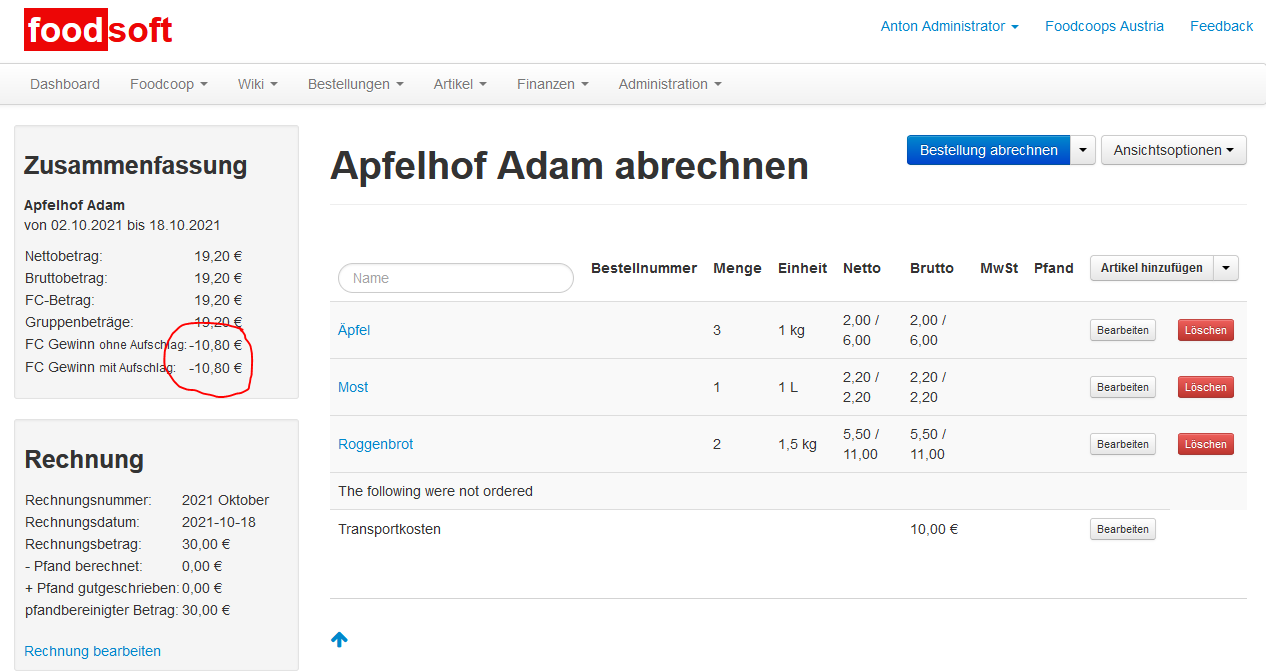 foodsoft
Anton Administrator Foodcoops Austria Feedback
Dashboard Foodcoop Wiki Bestellungen Artikel Finanzen Administration
Zusammenfassung
Apfelhof Adam
von 02.10.2021 bis 18.10.2021
Nettobetrag: 19,20 €
Bruttobetrag: 19,20 €
FC-Betrag: 19,20 €
Gruppenbeträge: 19,20 €
FC Gewinn ohne Aufschlag: -10,80 €
FC Gewinn mit Aufschlag: -10,80 €
Rechnung
Rechnungsnummer: 2021 Oktober
Rechnungsdatum: 2021-10-18
Rechnungsbetrag: 30,00 €
- Pfand berechnet: 0,00 €
+ Pfand gutgeschrieben: 0,00 €
pfandbereinigter Betrag: 30,00 €
Rechnung bearbeiten
Apfelhof Adam abrechnen
Bestellung abrechnen Ansichtsoptionen
Name Bestellnummer Menge Einheit Netto Brutto MwSt Pfand Artikel hinzufügen
Äpfel 3 1 kg 2,00 / 2,00 / Bearbeiten Löschen
6,00 6,00
Most 1 1 L 2,20 / 2,20 / Bearbeiten Löschen
2,20 2,20
Roggenbrot 2 1,5 kg 5,50 / 5,50 / Bearbeiten Löschen
11,00 11,00
The following were not ordered
Transportkosten 10,00 € Bearbeiten